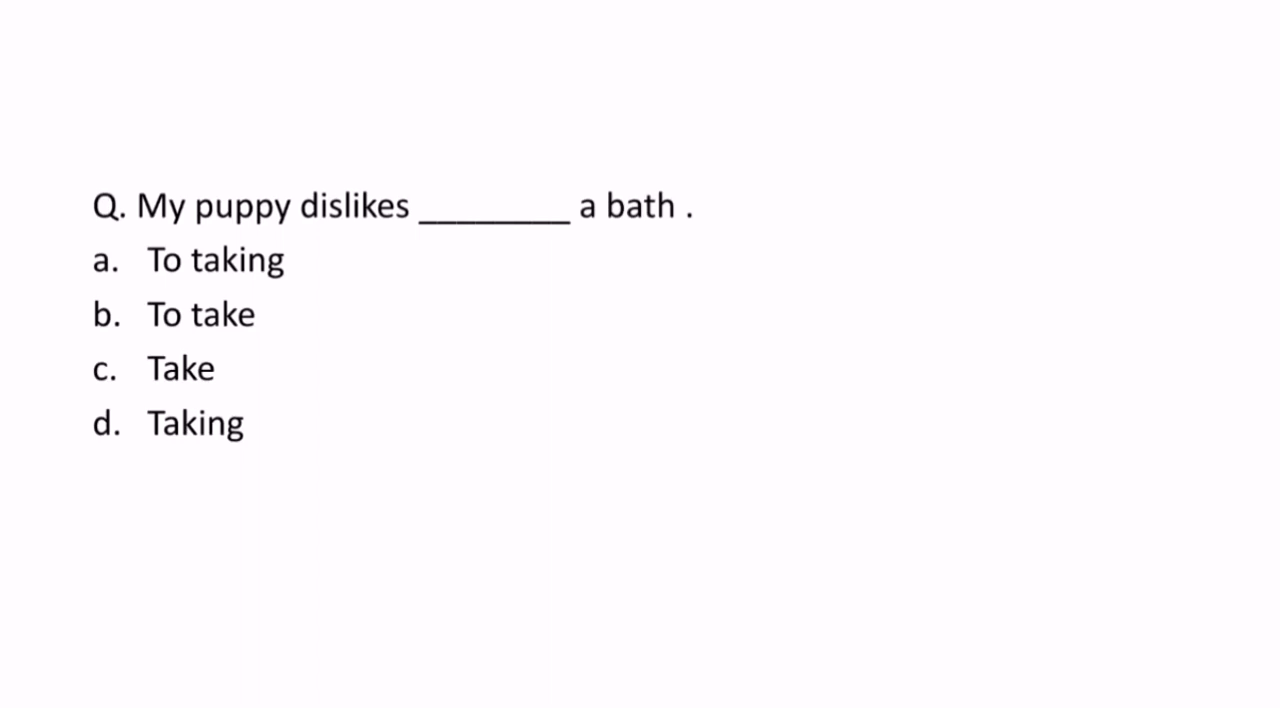 Q. My puppy dislikes ________ a bath .
a. To taking
b. To take
c. Take
d. Taking